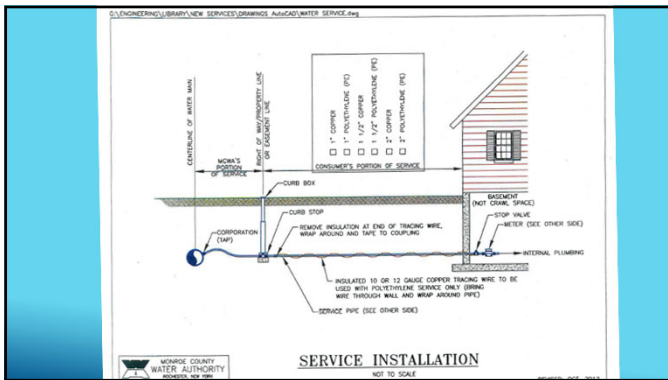 G:\ENGINEERING\LIBRARY\NEW SERVICES\DRAWINGS AutoCAD\WATER SERVICE.dwg
CENTERLINE OF WATER MAIN
RIGHT OF WAY/PROPERTY LINE
OR EASEMENT LINE
1" COPPER
1" POLYETHYLENE (PE)
1 1/2" COPPER
1 1/2" POLYETHYLENE (PE)
2" COPPER
2" POLYETHYLENE (PE)
MCWA'S
PORTION
OF SERVICE
CONSUMER'S PORTION OF SERVICE
CURB BOX
BASEMENT
(NOT CRAWL SPACE)
CURB STOP
STOP VALVE
REMOVE INSULATION AT END OF TRACING WIRE,
WRAP AROUND AND TAPE TO COUPLING
METER (SEE OTHER SIDE)
CORPORATION
(TAP)
INTERNAL PLUMBING
INSULATED 10 OR 12 GAUGE COPPER TRACING WIRE TO BE
USED WITH POLYETHYLENE SERVICE ONLY (BRING
WIRE THROUGH WALL AND WRAP AROUND PIPE)
SERVICE PIPE (SEE OTHER SIDE)
MONROE COUNTY
WATER AUTHORITY
ROCHESTER, NEW YORK
SERVICE INSTALLATION
NOT TO SCALE